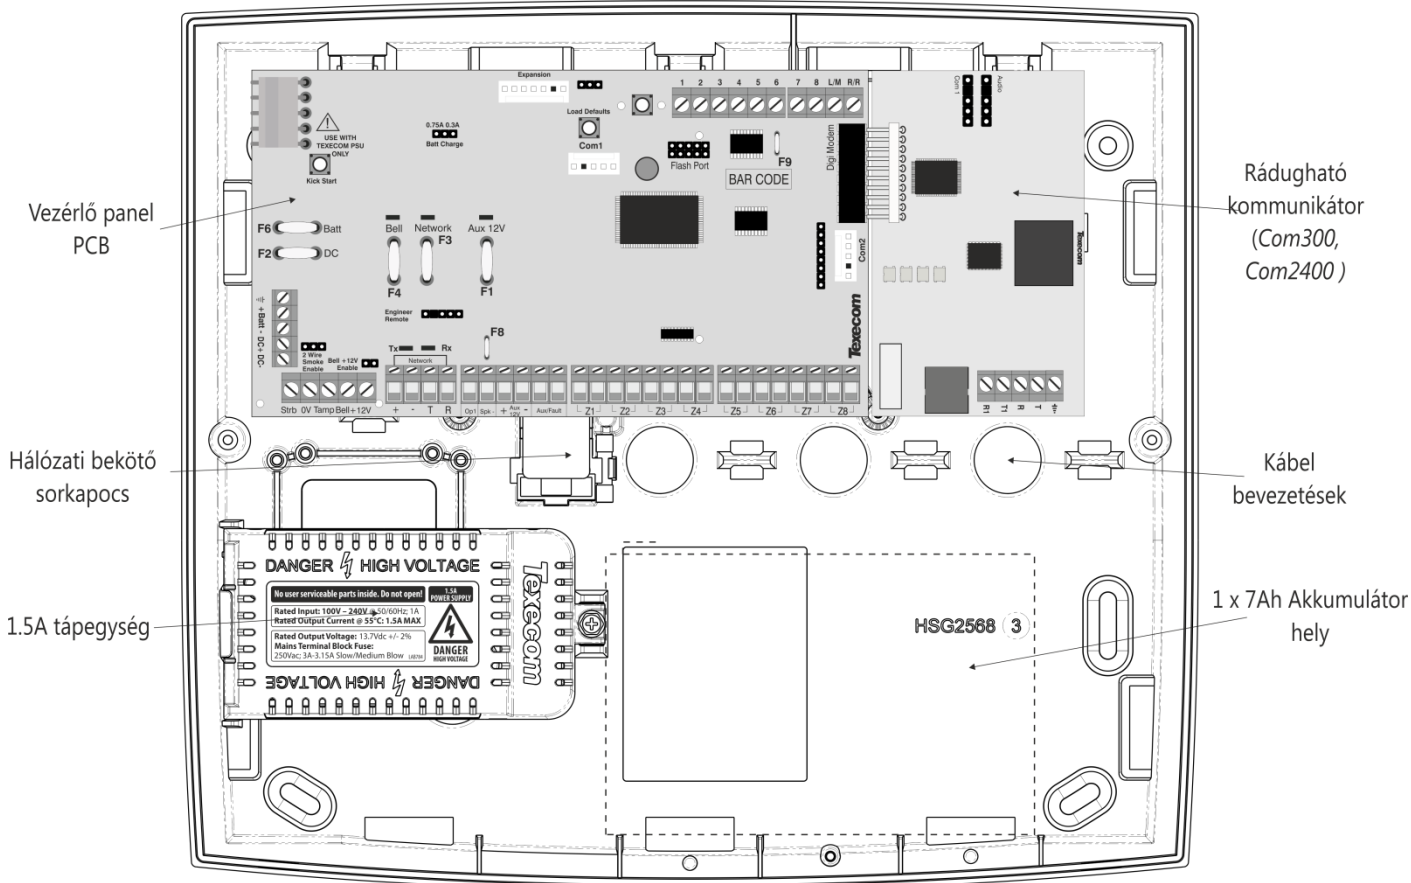 Expansion
1 2 3 4 5 6 7 8 L/M R/R
Com 1
Audio
USE WITH
TEXECOM PSU
ONLY
Kick Start
0.75A 0.3A
Batt Charge
Load Defaults
Com1
Flash Port
F9
BAR CODE
Digi Modem
Com2
Texecom
Texecom
Vezérlő panel
PCB
Rádugható
kommunikátor
(Com300,
Com2400 )
F6 Batt
F2 DC
Bell Network Aux 12V
F3
F4
F1
F8
Engineer
Remote
+ Batt - DC+ DC-
2 Wire
Smoke
Enable
Bell +12V
Enable
Tx Rx
Network
Strb 0V Tamp Bell+12V
+ - T R Op1 Spk - + Aux 12V - Aux/Fault Z1 Z2 Z3 Z4 Z5 Z6 Z7 Z8
R1 T1 R T
Hálózati bekötő
sorkapocs
Kábel
bevezetések
DANGER HIGH VOLTAGE
No user serviceable parts inside. Do not open!
1.5A
POWER SUPPLY
Rated Input: 100V – 240V @ 50/60Hz; 1A
Rated Output Current @ 55°C: 1.5A MAX
Rated Output Voltage: 13.7Vdc +/- 2%
Mains Terminal Block Fuse:
250Vac; 3A-3.15A Slow/Medium Blow LAB798
DANGER
HIGH VOLTAGE
DANGER HIGH VOLTAGE
Texecom
1.5A tápegység
HSG2568 3
1 x 7Ah Akkumulátor
hely